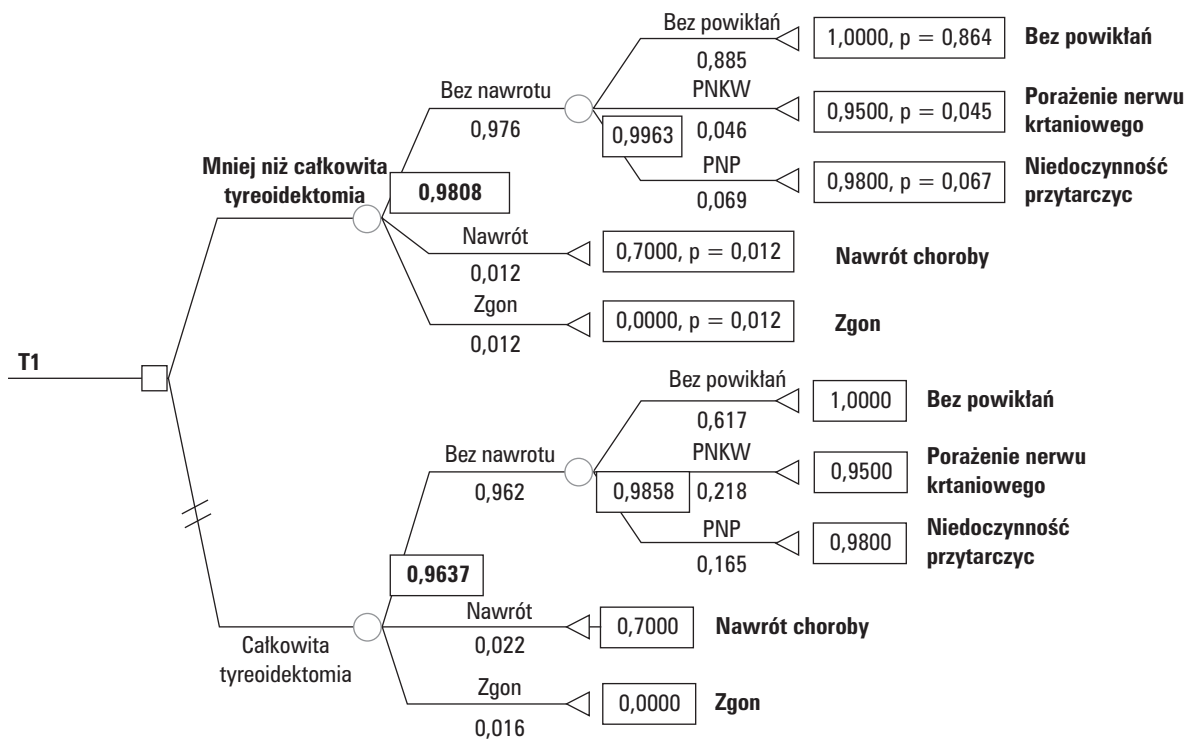 Bez powikłań
0,885
1,0000, p = 0,864
Bez powikłań
Bez nawrotu
0,976
PNKW
0,046
0,9500, p = 0,045
Porażenie nerwu
krtaniowego
0,9963
PNP
0,069
0,9800, p = 0,067
Niedoczynność
przytarczyc
Mniej niż całkowita
tyreoidektomia
0,9808
Nawrót
0,012
0,7000, p = 0,012
Nawrót choroby
Zgon
0,012
0,0000, p = 0,012
Zgon
T1
Bez powikłań
0,617
1,0000
Bez powikłań
Bez nawrotu
0,962
PNKW
0,218
0,9500
Porażenie nerwu
krtaniowego
0,9858
PNP
0,165
0,9800
Niedoczynność
przytarczyc
0,9637
Całkowita
tyreoidektomia
Nawrót
0,022
0,7000
Nawrót choroby
Zgon
0,016
0,0000
Zgon